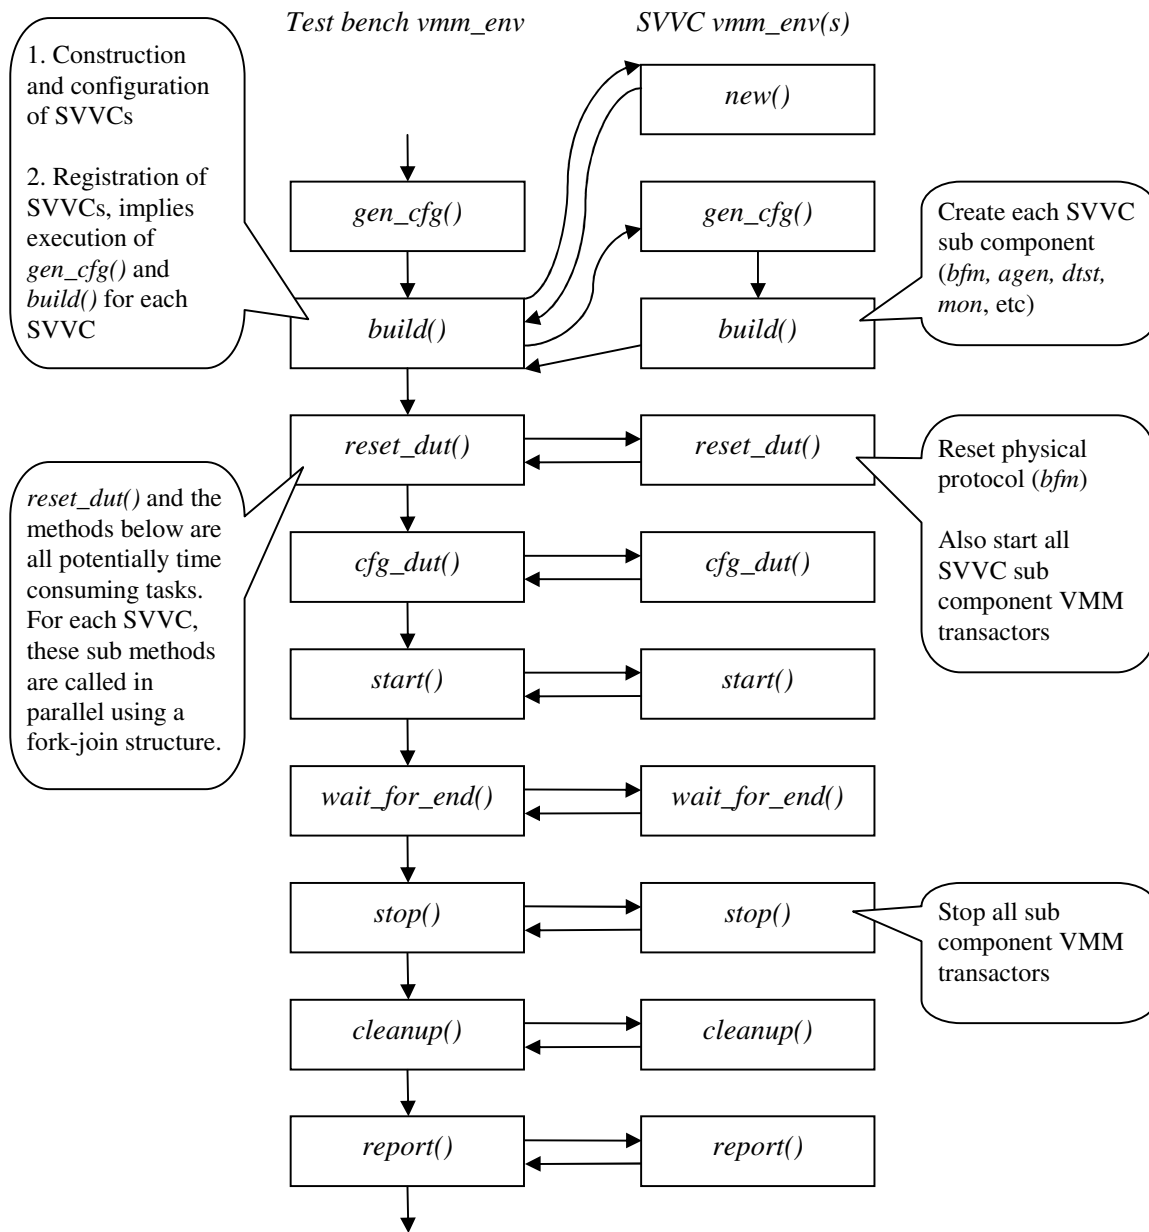 Test bench vmm_env
SVVC vmm_env(s)
1. Construction
and configuration
of SVVCs
2. Registration of
SVVCs, implies
execution of
gen_cfg() and
build() for each
SVVC
new()
gen_cfg()
gen_cfg()
Create each SVVC
sub component
(bfm, agen, dtst,
mon, etc)
build()
build()
reset_dut()
reset_dut()
Reset physical
protocol (bfm)
Also start all
SVVC sub
component VMM
transactors
reset_dut() and the
methods below are
all potentially time
consuming tasks.
For each SVVC,
these sub methods
are called in
parallel using a
fork-join structure.
cfg_dut()
cfg_dut()
start()
start()
wait_for_end()
wait_for_end()
stop()
stop()
Stop all sub
component VMM
transactors
cleanup()
cleanup()
report()
report()